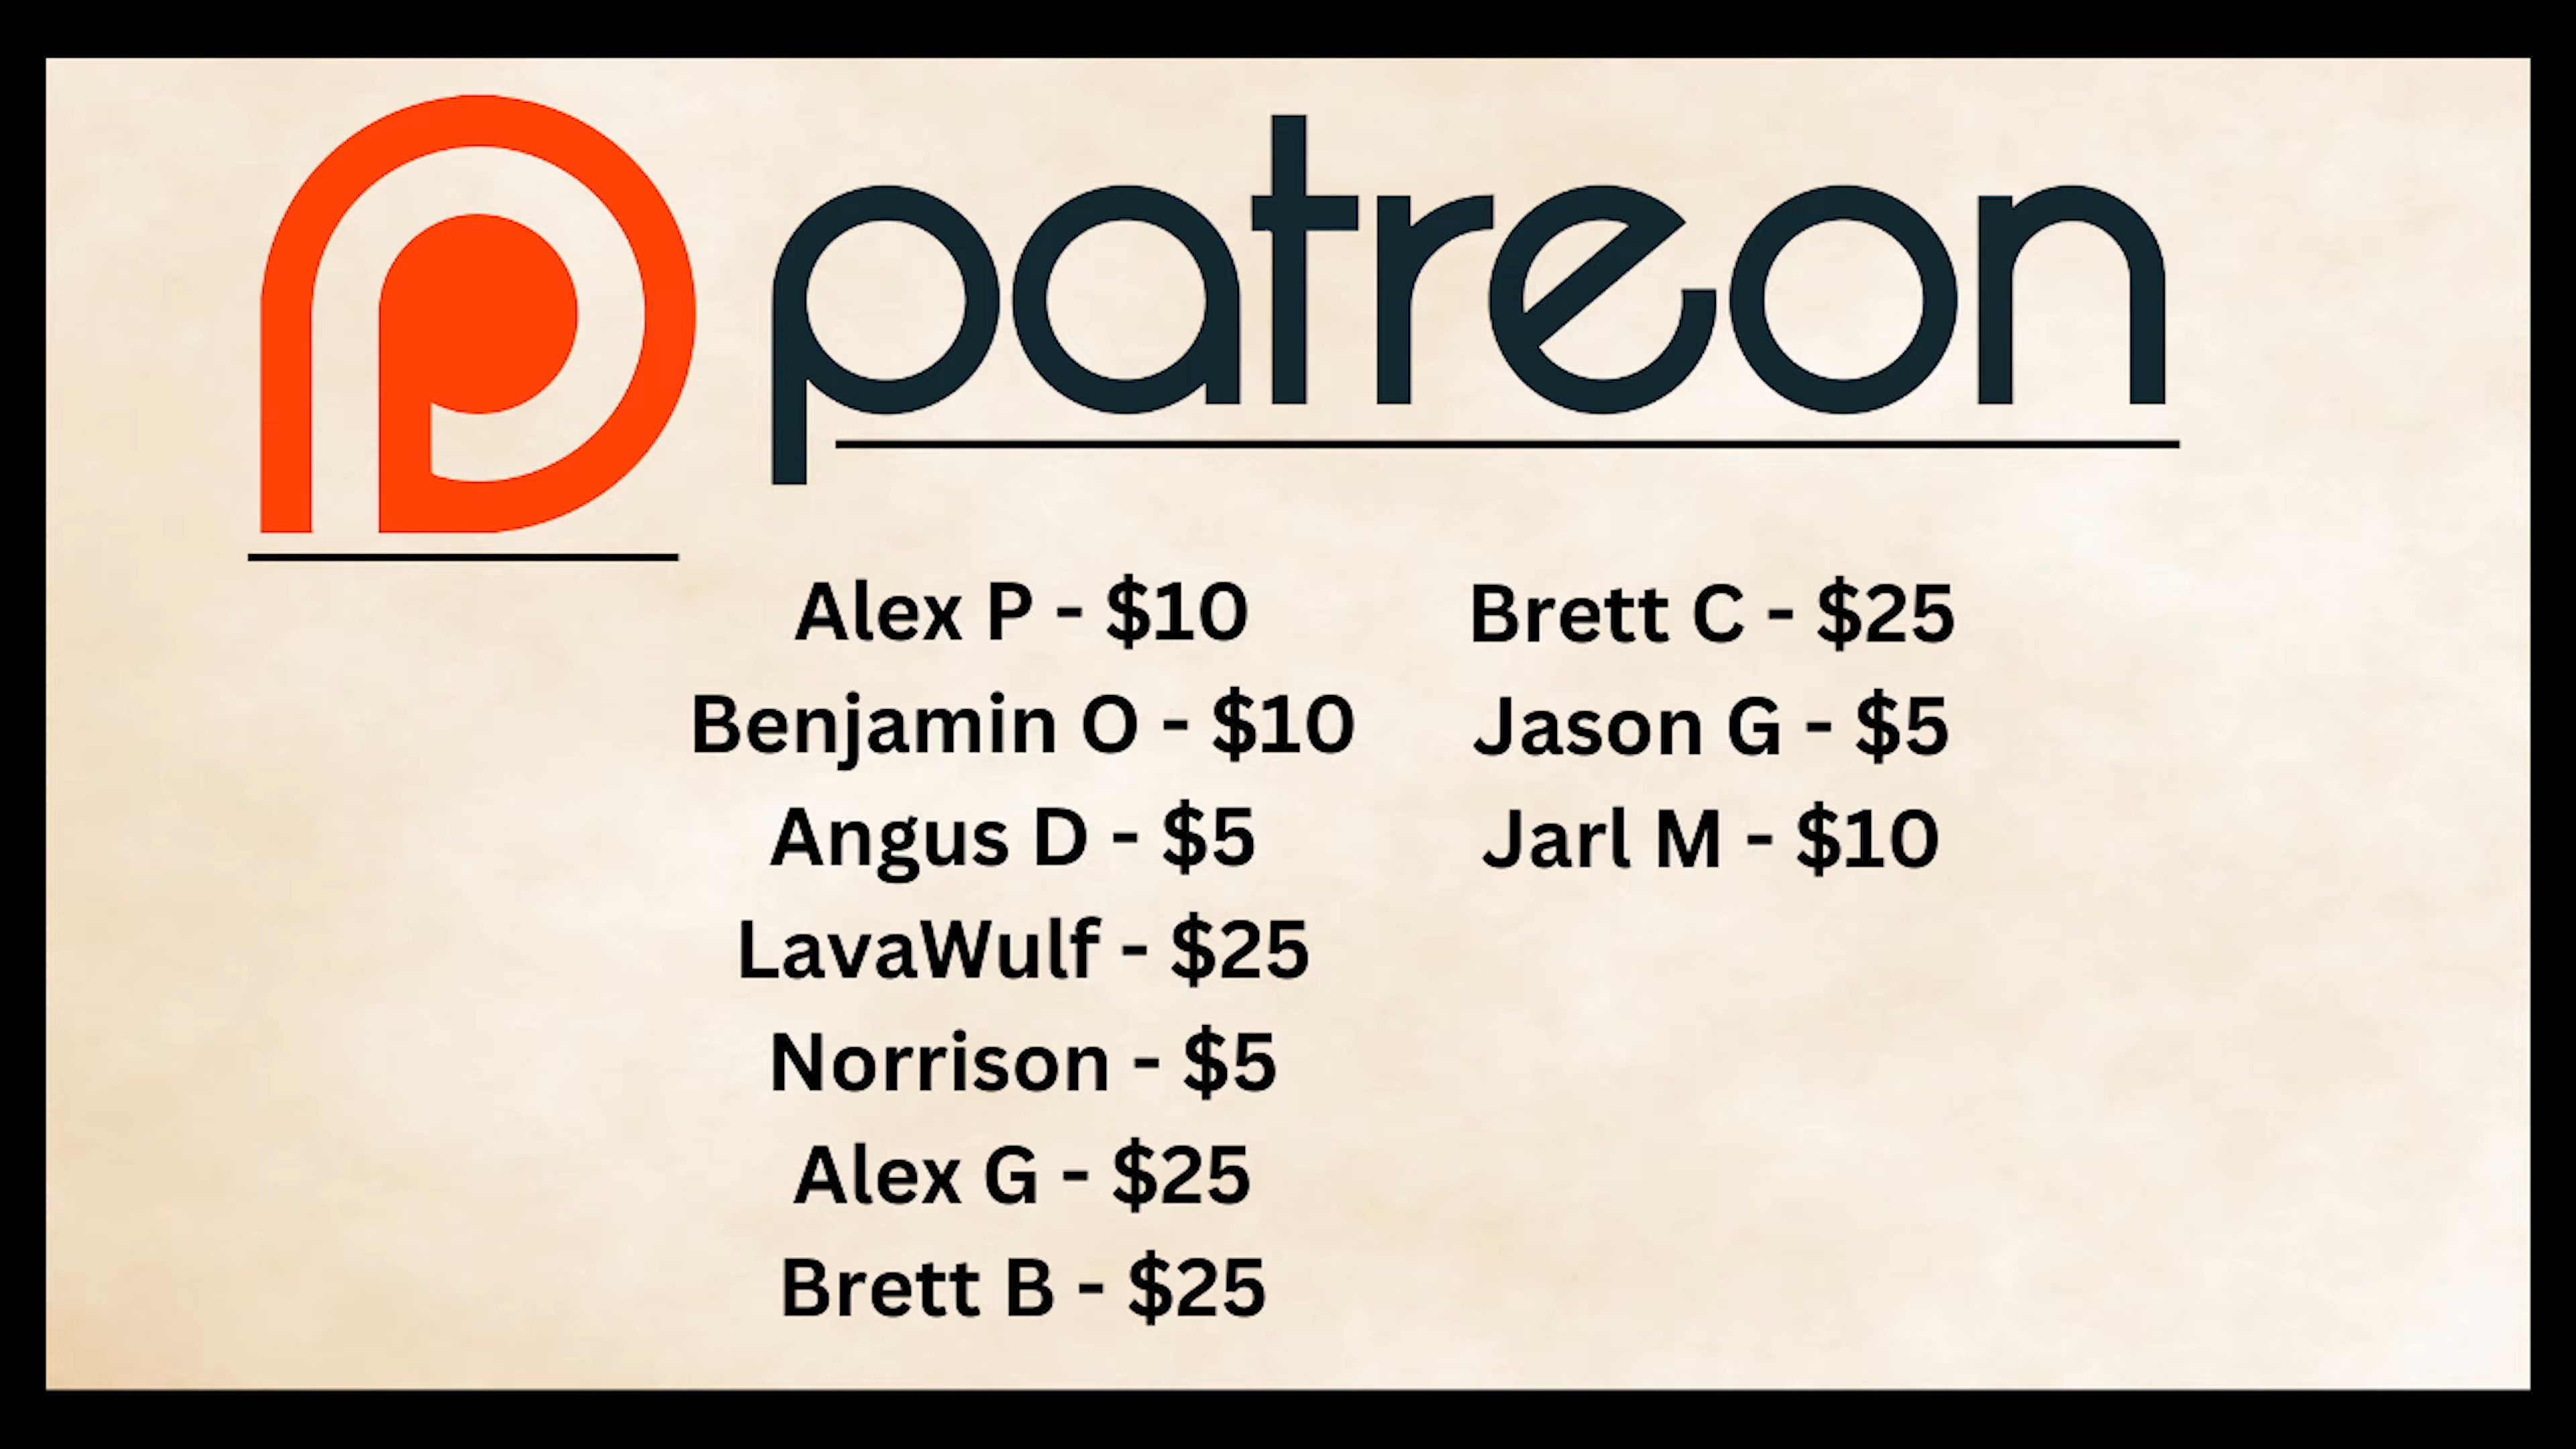 patreon
Alex P - $10
Benjamin O - $10
Angus D - $5
LavaWulf - $25
Norrison - $5
Alex G - $25
Brett B - $25
Brett C - $25
Jason G - $5
Jarl M - $10